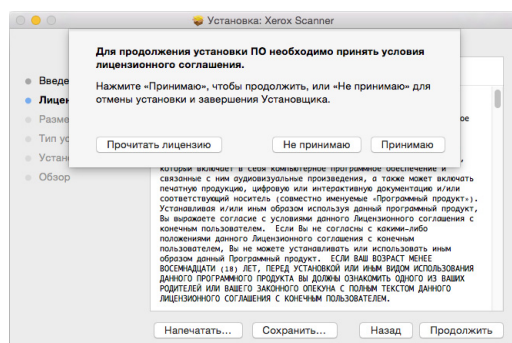 Установка: Xerox Scanner
Для продолжения установки ПО необходимо принять условия
лицензионного соглашения.
Нажмите «Принимаю», чтобы продолжить, или «Не принимаю» для
отмены установки и завершения Установщика.
Прочитать лицензию Не принимаю Принимаю
Введе
Лицен
Разме
Тип ус
Устан
Обзор
ое
который включает в себя компьютерное программное обеспечение и
связанные с ним аудиовизуальные произведения, а также может включать
печатную продукцию, цифровую или интерактивную документацию и/или
соответствующий носитель (совместно именуемые «Программный продукт»).
Устанавливая и/или иным образом используя данный программный продукт,
Вы выражаете согласие с условиями данного Лицензионного соглашения с
конечным пользователем. Если Вы не согласны с какими-либо
положениями данного Лицензионного соглашения с конечным
пользователем, Вы не можете устанавливать или использовать иным
образом данный Программный продукт. ЕСЛИ ВАШ ВОЗРАСТ МЕНЕЕ
ВОСЕМНАДЦАТИ (18) ЛЕТ, ПЕРЕД УСТАНОВКОЙ ИЛИ ИНЫМ ВИДОМ ИСПОЛЬЗОВАНИЯ
ДАННОГО ПРОГРАММНОГО ПРОДУКТА ВЫ ДОЛЖНЫ ОЗНАКОМИТЬ ОДНОГО ИЗ ВАШИХ
РОДИТЕЛЕЙ ИЛИ ВАШЕГО ЗАКОННОГО ОПЕКУНА С ПОЛНЫМ ТЕКСТОМ ДАННОГО
ЛИЦЕНЗИОННОГО СОГЛАШЕНИЯ С КОНЕЧНЫМ ПОЛЬЗОВАТЕЛЕМ.
Напечатать... Сохранить... Назад Продолжить